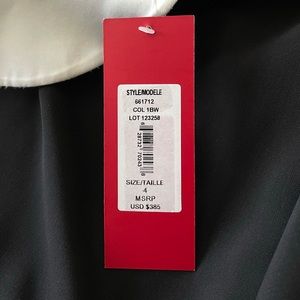 STYLE/MODELE
661712
COL 1BW
LOT 123258
SIZE/TAILLE
4
MSRP
USD $385